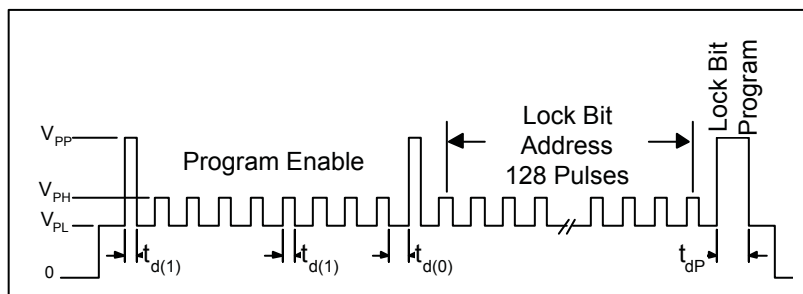 Lock Bit
Program
Lock Bit
Address
128 Pulses
Program Enable
VPP
VPH
VPL
0
td(1)
td(1)
td(0)
tdP